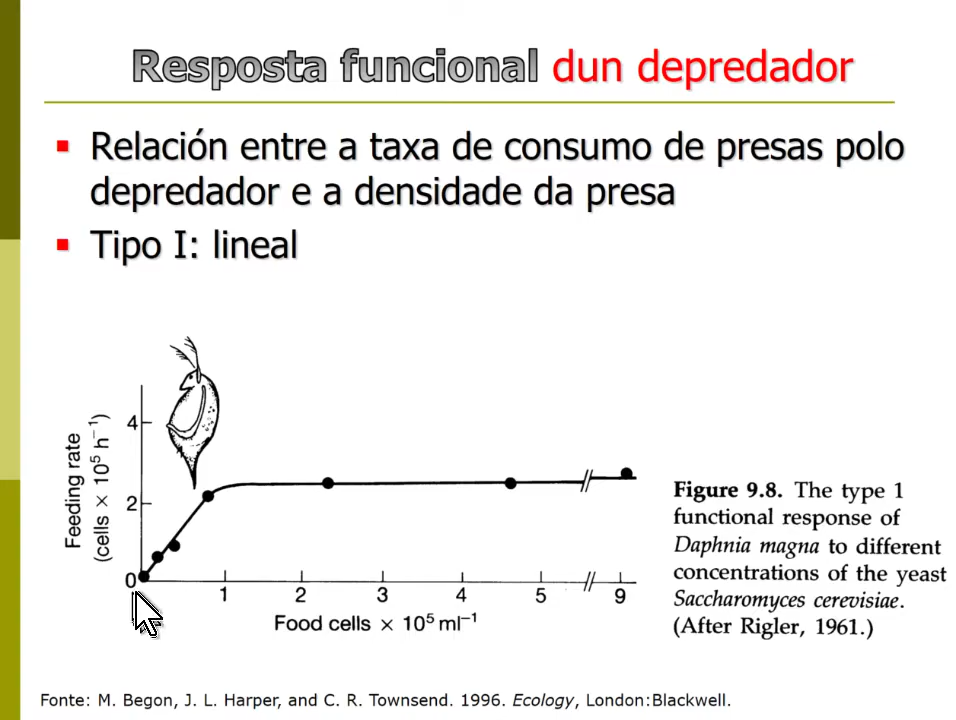 Resposta funcional dun depredador
Relación entre a taxa de consumo de presas polo
depredador e a densidade da presa
Tipo I: lineal
Feeding rate
(cells × 10⁵ h⁻¹)
4
2
0
1
2
3
4
5
9
Food cells × 10⁵ ml⁻¹
Figure 9.8. The type 1
functional response of
Daphnia magna to different
concentrations of the yeast
Saccharomyces cerevisiae.
(After Rigler, 1961.)
Fonte: M. Begon, J. L. Harper, and C. R. Townsend. 1996. Ecology, London:Blackwell.